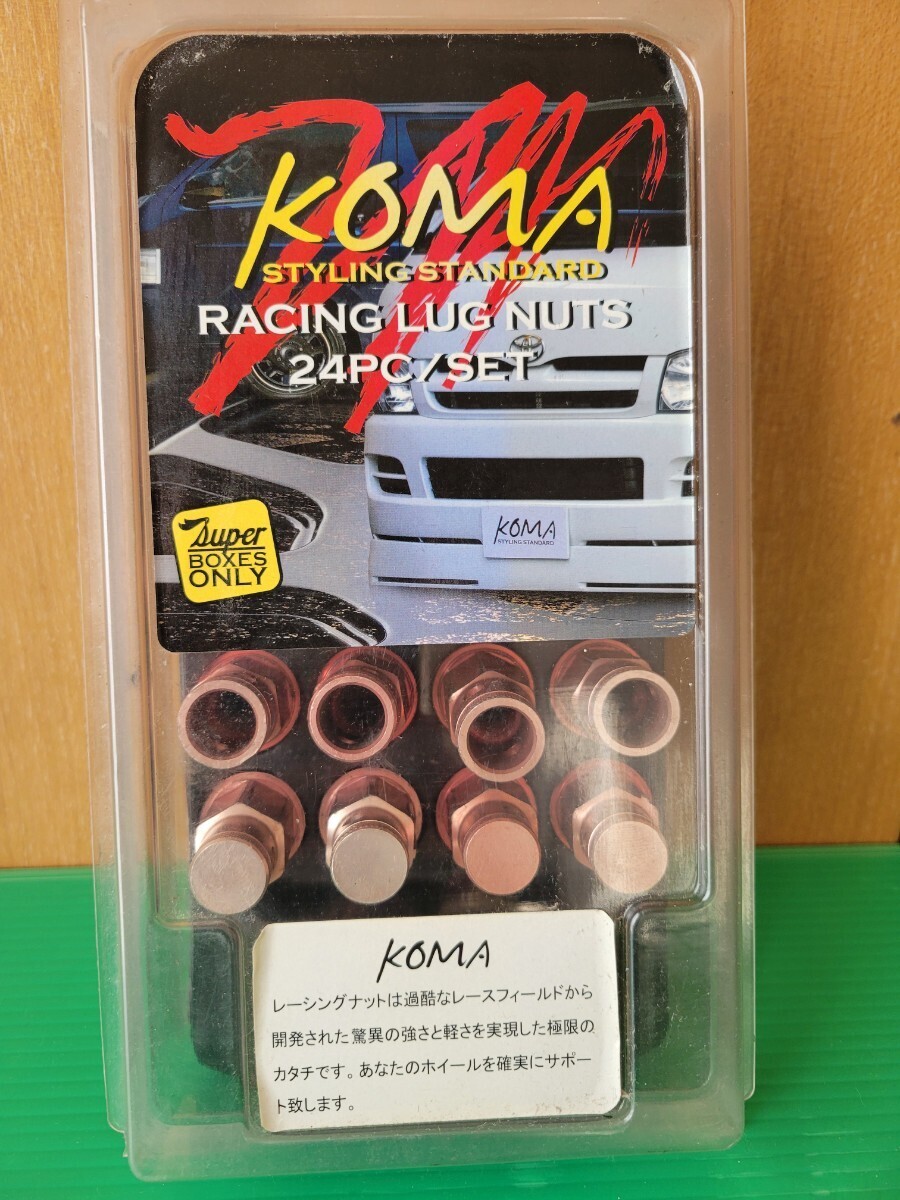 KOMA
STYLING STANDARD
RACING LUG NUTS
24PC/SET
KOMA
STYLING STANDARD
Super
BOXES
ONLY
KOMA
レーシングナットは過酷なレースフィールドから
開発された驚異の強さと軽さを実現した極限の
カタチです。あなたのホイールを確実にサポー
ト致します。